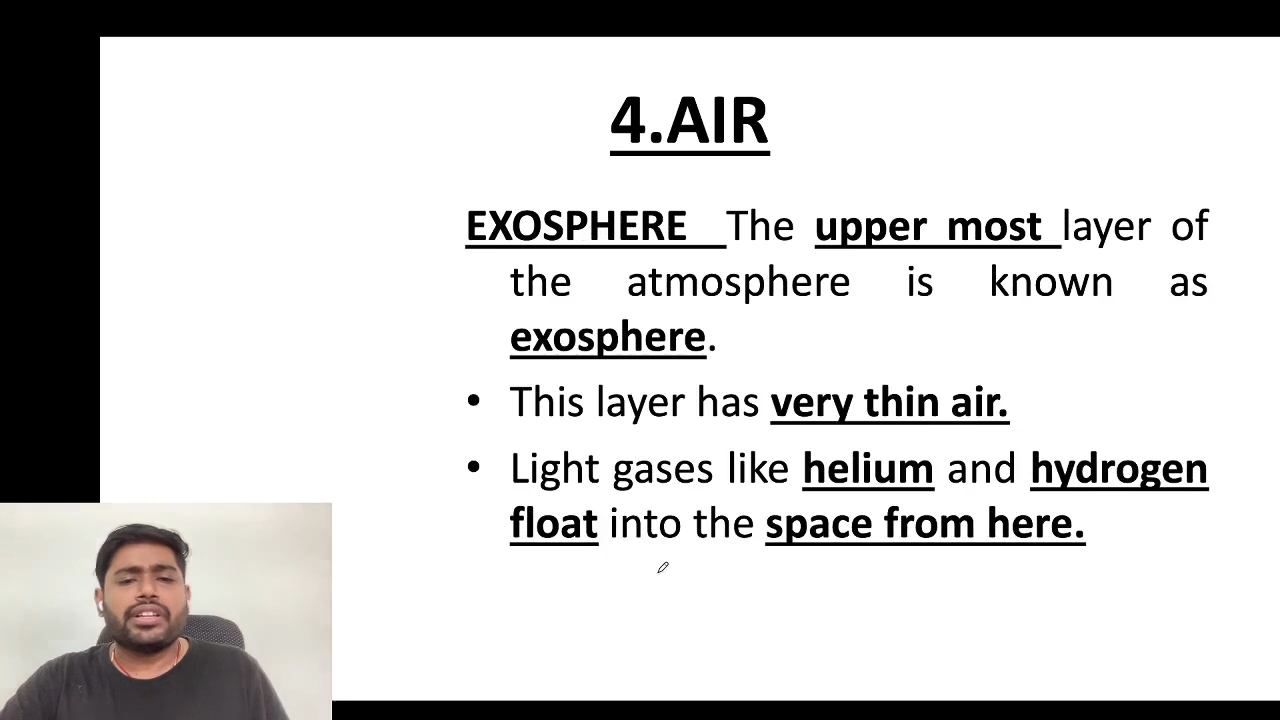 4.AIR
EXOSPHERE The upper most layer of
the atmosphere is known as
exosphere.
• This layer has very thin air.
• Light gases like helium and hydrogen
float into the space from here.